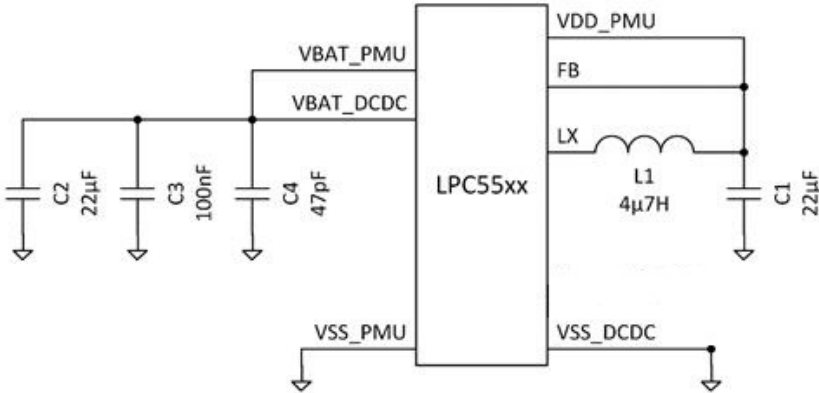 VDD_PMU
VBAT_PMU
FB
VBAT_DCDC
LX
LPC55xx
C2
22µF
C3
100nF
C4
47pF
L1
4µ7H
C1
22µF
VSS_PMU
VSS_DCDC